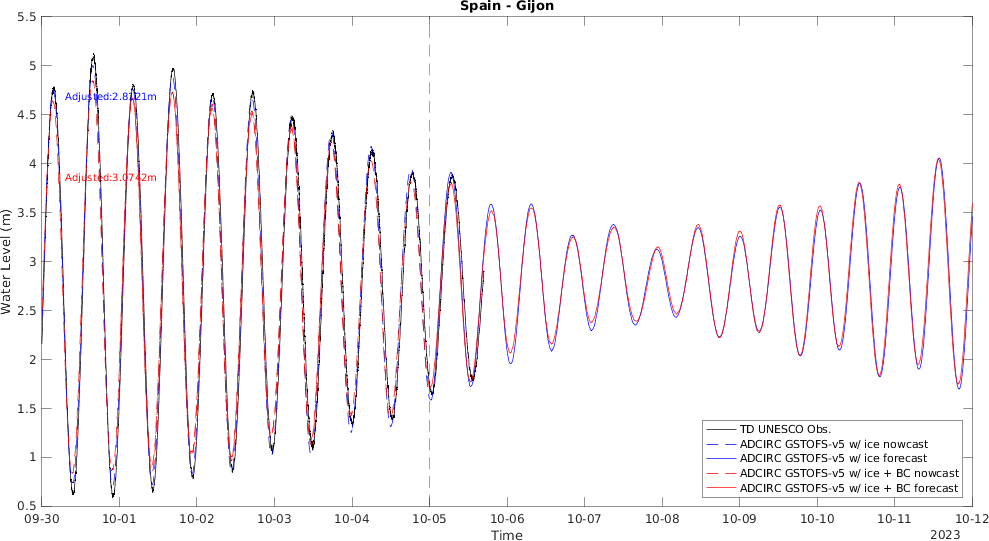 Spain - Gijon
5.5
5
4.5
4
3.5
3
2.5
2
1.5
1
0.5
Water Level (m)
Adjusted:2.8121m
Adjusted:3.0742m
TD UNESCO Obs.
ADCIRC GSTOFS-v5 w/ ice nowcast
ADCIRC GSTOFS-v5 w/ ice forecast
ADCIRC GSTOFS-v5 w/ ice + BC nowcast
ADCIRC GSTOFS-v5 w/ ice + BC forecast
09-30 10-01 10-02 10-03 10-04 10-05 10-06 10-07 10-08 10-09 10-10 10-11 10-12
Time
2023